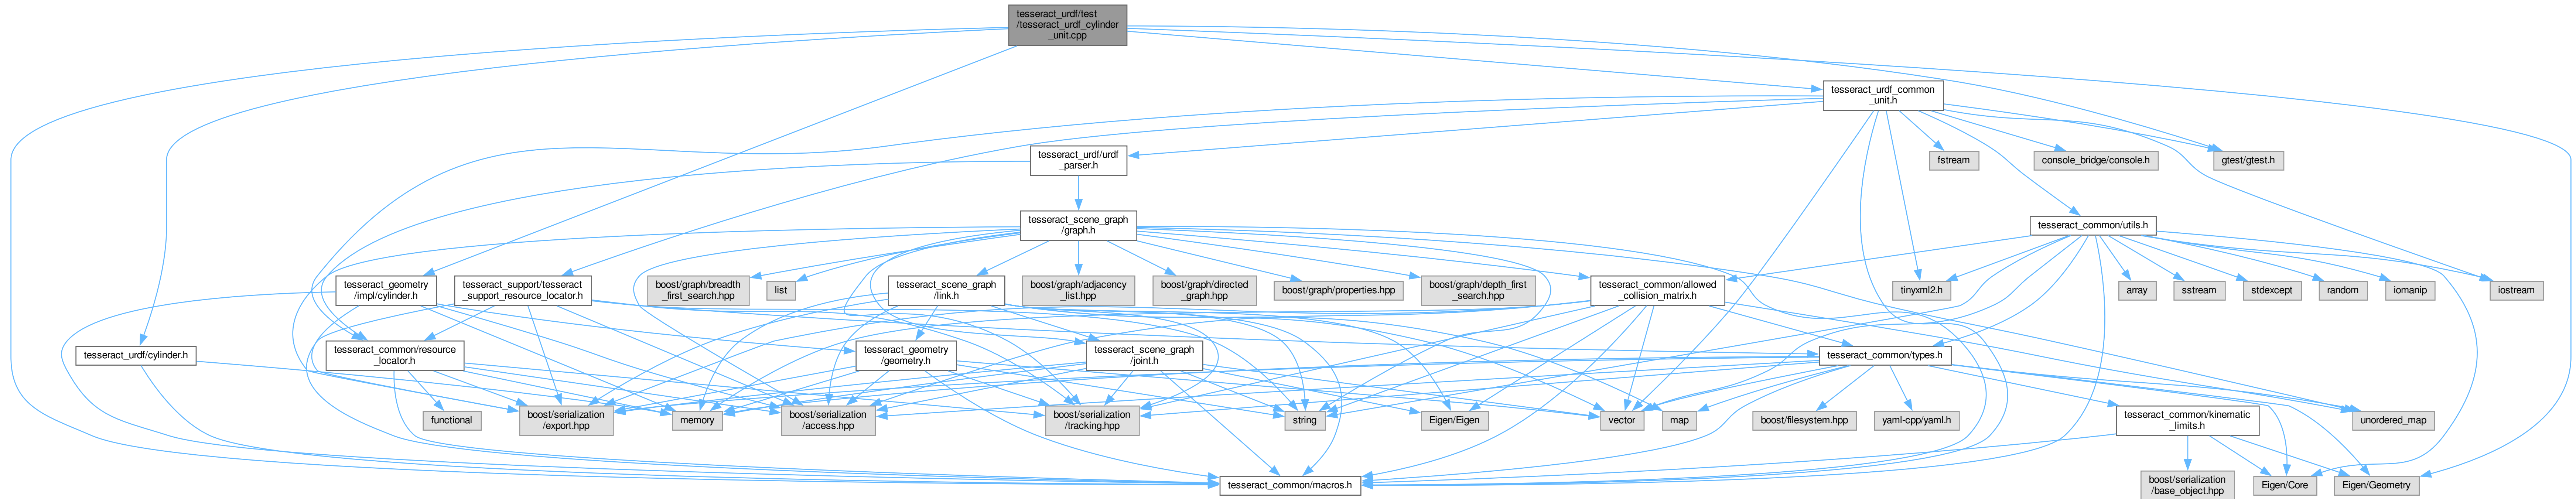 tesseract_urdf/test
/tesseract_urdf_cylinder
_unit.cpp
tesseract_urdf_common
_unit.h
tesseract_urdf/urdf
_parser.h
fstream
console_bridge/console.h
gtest/gtest.h
tesseract_scene_graph
/graph.h
tesseract_common/utils.h
tesseract_geometry
/impl/cylinder.h
tesseract_support/tesseract
_support_resource_locator.h
boost/graph/breadth
_first_search.hpp
list
tesseract_scene_graph
/link.h
boost/graph/adjacency
_list.hpp
boost/graph/directed
_graph.hpp
boost/graph/properties.hpp
boost/graph/depth_first
_search.hpp
tesseract_common/allowed
_collision_matrix.h
tinyxml2.h
array
sstream
stdexcept
random
iomanip
iostream
tesseract_urdf/cylinder.h
tesseract_common/resource
_locator.h
tesseract_geometry
/geometry.h
tesseract_scene_graph
/joint.h
tesseract_common/types.h
boost/serialization
/export.hpp
functional
memory
boost/serialization
/access.hpp
boost/serialization
/tracking.hpp
string
Eigen/Eigen
vector
map
boost/filesystem.hpp
yaml-cpp/yaml.h
tesseract_common/kinematic
_limits.h
unordered_map
tesseract_common/macros.h
boost/serialization
/base_object.hpp
Eigen/Core
Eigen/Geometry